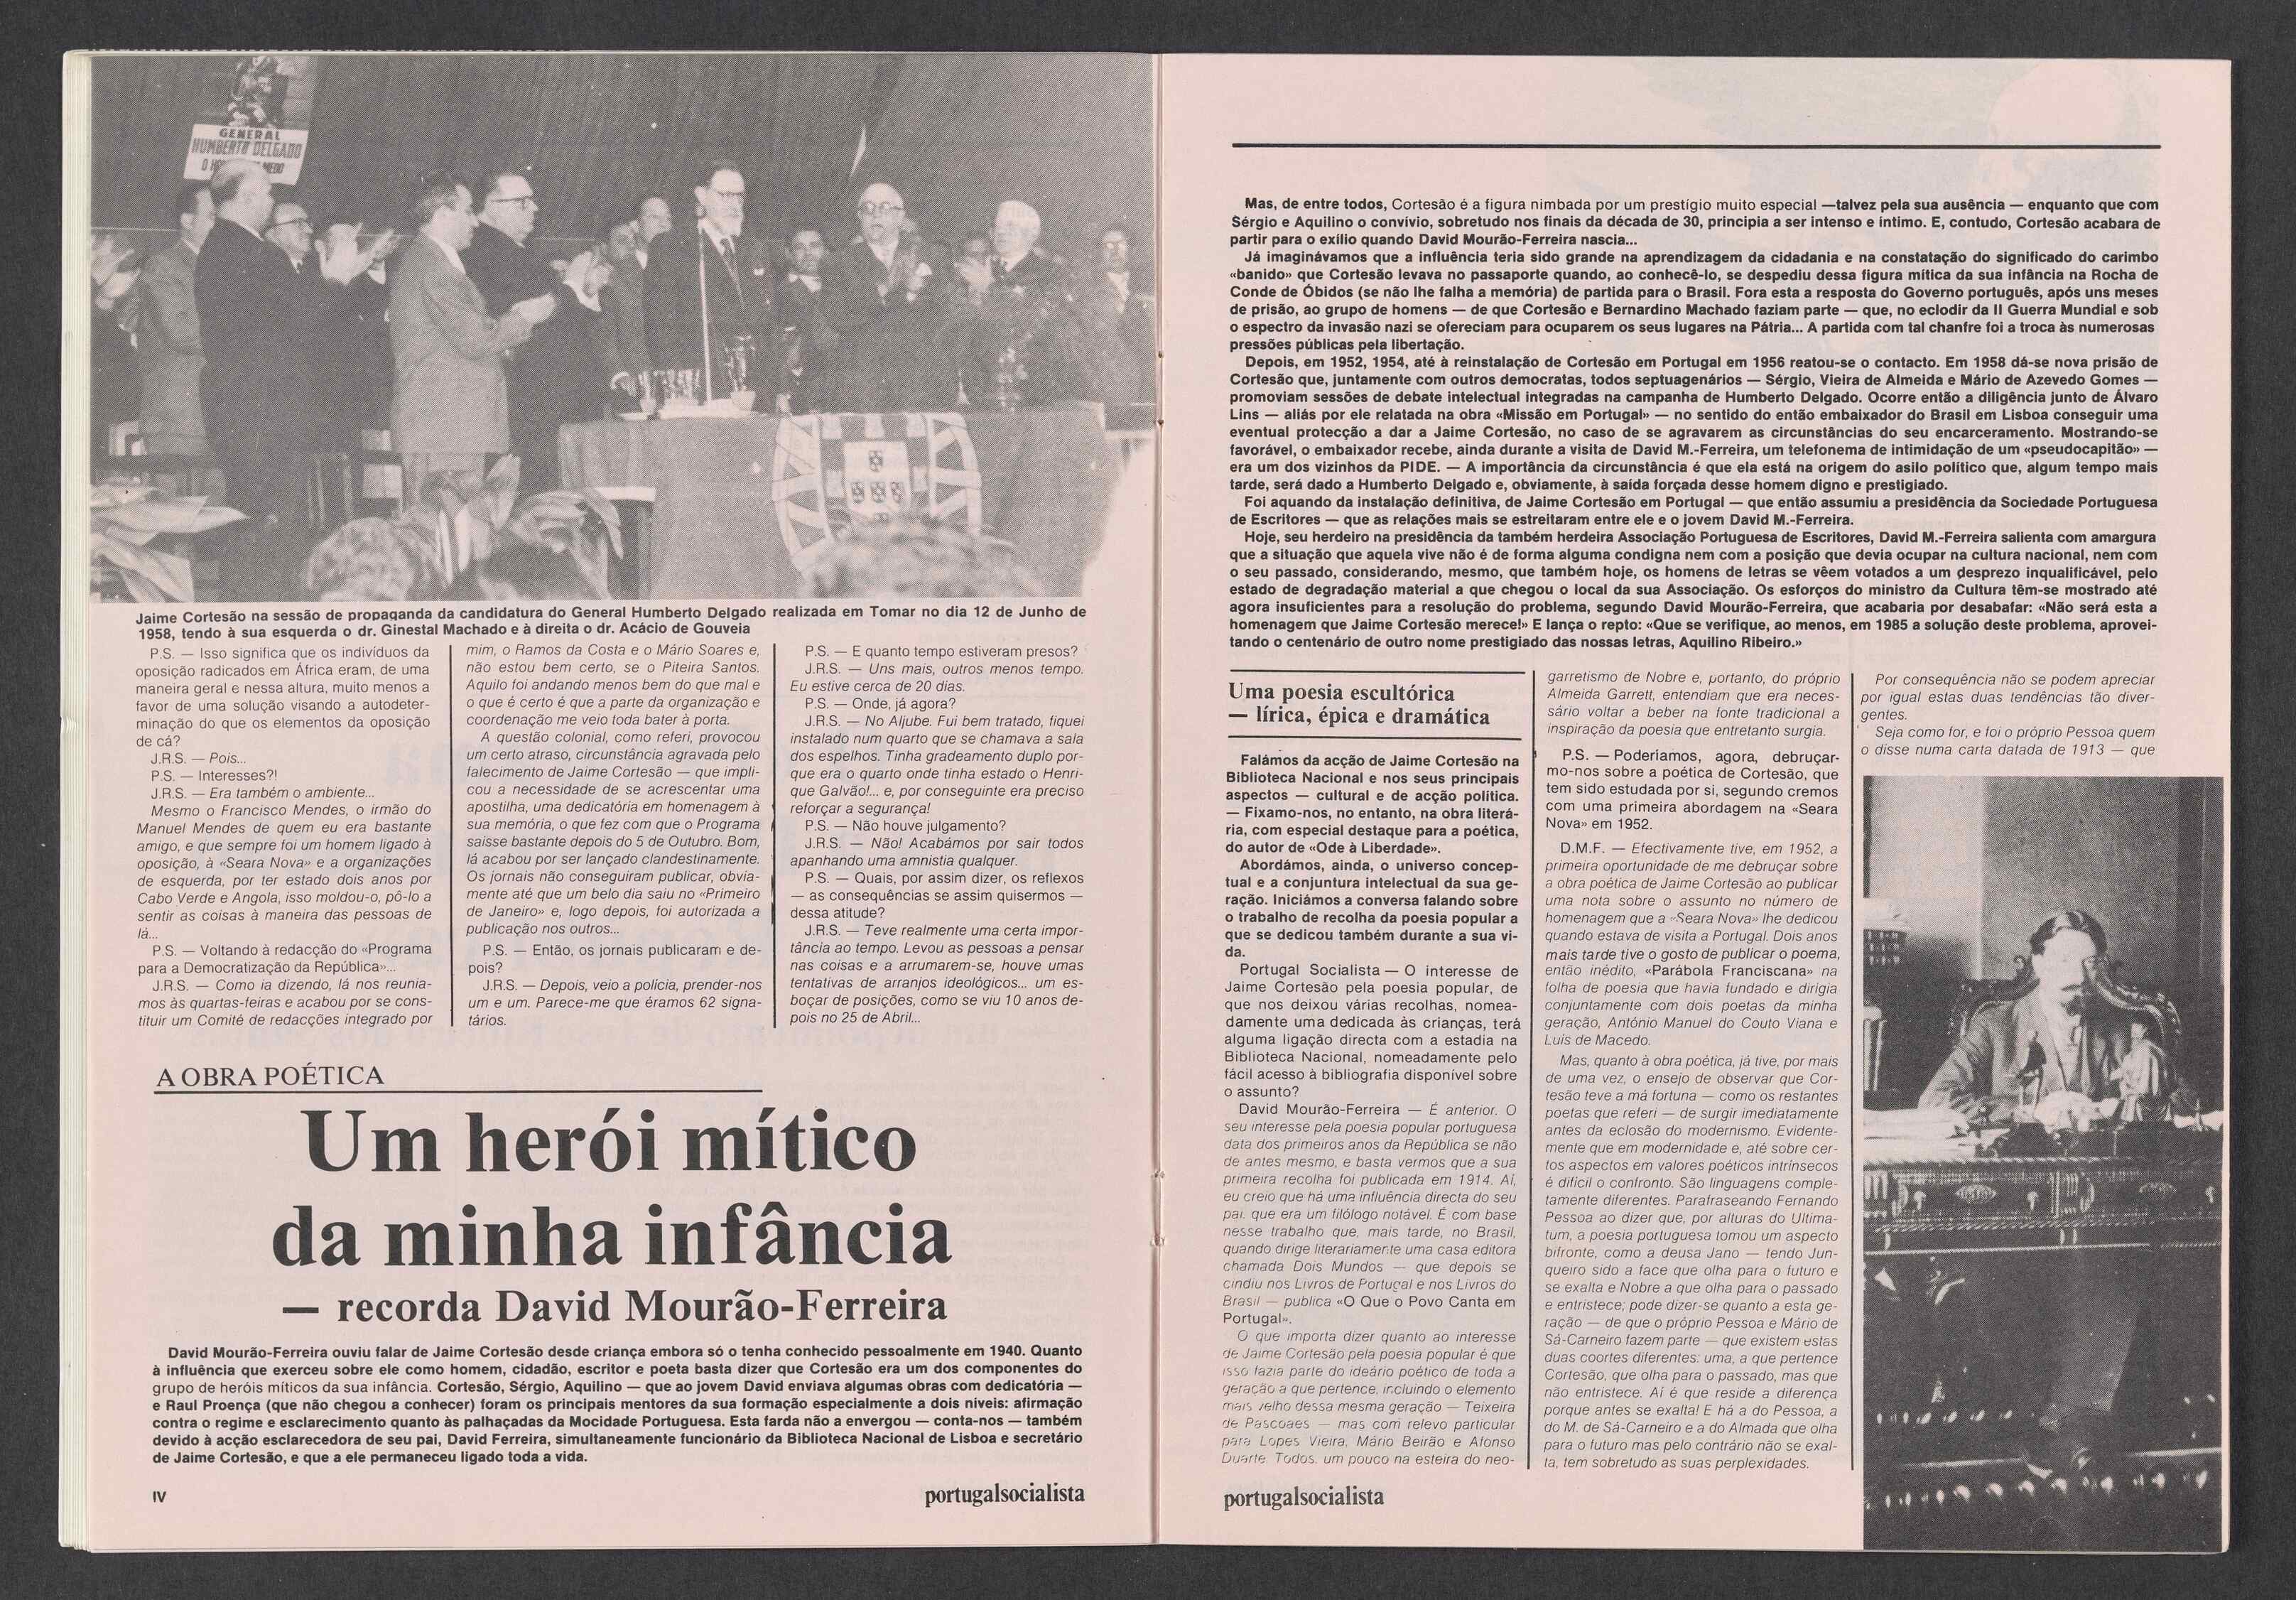 GENERAL
HUMBERTO DELGADO
Jaime Cortesão na sessão de propaganda da candidatura do General Humberto Delgado realizada em Tomar no dia 12 de Junho de
1958, tendo à sua esquerda o dr. Ginestal Machado e à direita o dr. Acácio de Gouveia
P.S. — Isso significa que os indivíduos da
oposição radicados em África eram, de uma
maneira geral e nessa altura, muito menos a
favor de uma solução visando a autodeter-
minação do que os elementos da oposição
de cá?
J.R.S. — Pois...
P.S. — Interesses?!
J.R.S. — Era também o ambiente...
Mesmo o Francisco Mendes, o irmão do
Manuel Mendes de quem eu era bastante
amigo, e que sempre foi um homem ligado à
oposição, à «Seara Nova» e a organizações
de esquerda, por ter estado dois anos por
Cabo Verde e Angola, isso moldou-o, pô-lo a
sentir as coisas à maneira das pessoas de
lá...
P.S. — Voltando à redacção do «Programa
para a Democratização da República»...
J.R.S. — Como ia dizendo, lá nos reunía-
mos às quartas-feiras e acabou por se cons-
tituir um Comité de redacções integrado por
mim, o Ramos da Costa e o Mário Soares e,
não estou bem certo, se o Piteira Santos.
Aquilo foi andando menos bem do que mal e
o que é certo é que a parte da organização e
coordenação me veio toda bater à porta.
A questão colonial, como referi, provocou
um certo atraso, circunstância agravada pelo
falecimento de Jaime Cortesão — que impli-
cou a necessidade de se acrescentar uma
apostilha, uma dedicatória em homenagem à
sua memória, o que fez com que o Programa
saísse bastante depois do 5 de Outubro. Bom,
lá acabou por ser lançado clandestinamente.
Os jornais não conseguiram publicar, obvia-
mente até que um belo dia saiu no «Primeiro
de Janeiro» e, logo depois, foi autorizada a
publicação nos outros...
P.S. — Então, os jornais publicaram e de-
pois?
J.R.S. — Depois, veio a polícia, prender-nos
um e um. Parece-me que éramos 62 signa-
tários.
P.S. — E quanto tempo estiveram presos?
J.R.S. — Uns mais, outros menos tempo.
Eu estive cerca de 20 dias.
P.S. — Onde, já agora?
J.R.S. — No Aljube. Fui bem tratado, fiquei
instalado num quarto que se chamava a sala
dos espelhos. Tinha gradeamento duplo por-
que era o quarto onde tinha estado o Henri-
que Galvão!... e, por conseguinte era preciso
reforçar a segurança!
P.S. — Não houve julgamento?
J.R.S. — Não! Acabámos por sair todos
apanhando uma amnistia qualquer.
P.S. — Quais, por assim dizer, os reflexos
— as consequências se assim quisermos —
dessa atitude?
J.R.S. — Teve realmente uma certa impor-
tância ao tempo. Levou as pessoas a pensar
nas coisas e a arrumarem-se, houve umas
tentativas de arranjos ideológicos... um es-
boçar de posições, como se viu 10 anos de-
pois no 25 de Abril...
A OBRA POÉTICA
Um herói mítico
da minha infância
— recorda David Mourão-Ferreira
David Mourão-Ferreira ouviu falar de Jaime Cortesão desde criança embora só o tenha conhecido pessoalmente em 1940. Quanto
à influência que exerceu sobre ele como homem, cidadão, escritor e poeta basta dizer que Cortesão era um dos componentes do
grupo de heróis míticos da sua infância. Cortesão, Sérgio, Aquilino — que ao jovem David enviava algumas obras com dedicatória —
e Raul Proença (que não chegou a conhecer) foram os principais mentores da sua formação especialmente a dois níveis: afirmação
contra o regime e esclarecimento quanto às palhaçadas da Mocidade Portuguesa. Esta farda não a envergou — conta-nos — também
devido à acção esclarecedora de seu pai, David Ferreira, simultaneamente funcionário da Biblioteca Nacional de Lisboa e secretário
de Jaime Cortesão, e que a ele permaneceu ligado toda a vida.
IV
portugalsocialista
Mas, de entre todos, Cortesão é a figura nimbada por um prestígio muito especial —talvez pela sua ausência — enquanto que com
Sérgio e Aquilino o convívio, sobretudo nos finais da década de 30, principia a ser intenso e íntimo. E, contudo, Cortesão acabara de
partir para o exílio quando David Mourão-Ferreira nascia...
Já imaginávamos que a influência teria sido grande na aprendizagem da cidadania e na constatação do significado do carimbo
«banido» que Cortesão levava no passaporte quando, ao conhecê-lo, se despediu dessa figura mítica da sua infância na Rocha de
Conde de Óbidos (se não lhe falha a memória) de partida para o Brasil. Fora esta a resposta do Governo português, após uns meses
de prisão, ao grupo de homens — de que Cortesão e Bernardino Machado faziam parte — que, no eclodir da II Guerra Mundial e sob
o espectro da invasão nazi se ofereciam para ocuparem os seus lugares na Pátria... A partida com tal chanfre foi a troca às numerosas
pressões públicas pela libertação.
Depois, em 1952, 1954, até à reinstalação de Cortesão em Portugal em 1956 reatou-se o contacto. Em 1958 dá-se nova prisão de
Cortesão que, juntamente com outros democratas, todos septuagenários — Sérgio, Vieira de Almeida e Mário de Azevedo Gomes —
promoviam sessões de debate intelectual integradas na campanha de Humberto Delgado. Ocorre então a diligência junto de Álvaro
Lins — aliás por ele relatada na obra «Missão em Portugal» — no sentido do então embaixador do Brasil em Lisboa conseguir uma
eventual protecção a dar a Jaime Cortesão, no caso de se agravarem as circunstâncias do seu encarceramento. Mostrando-se
favorável, o embaixador recebe, ainda durante a visita de David M.-Ferreira, um telefonema de intimidação de um «pseudocapitão» —
era um dos vizinhos da PIDE. — A importância da circunstância é que ela está na origem do asilo político que, algum tempo mais
tarde, será dado a Humberto Delgado e, obviamente, à saída forçada desse homem digno e prestigiado.
Foi aquando da instalação definitiva, de Jaime Cortesão em Portugal — que então assumiu a presidência da Sociedade Portuguesa
de Escritores — que as relações mais se estreitaram entre ele e o jovem David M.-Ferreira.
Hoje, seu herdeiro na presidência da também herdeira Associação Portuguesa de Escritores, David M.-Ferreira salienta com amargura
que a situação que aquela vive não é de forma alguma condigna nem com a posição que devia ocupar na cultura nacional, nem com
o seu passado, considerando, mesmo, que também hoje, os homens de letras se vêem votados a um desprezo inqualificável, pelo
estado de degradação material a que chegou o local da sua Associação. Os esforços do ministro da Cultura têm-se mostrado até
agora insuficientes para a resolução do problema, segundo David Mourão-Ferreira, que acabaria por desabafar: «Não será esta a
homenagem que Jaime Cortesão merece!» E lança o repto: «Que se verifique, ao menos, em 1985 a solução deste problema, aprovei-
tando o centenário de outro nome prestigiado das nossas letras, Aquilino Ribeiro.»
Uma poesia escultórica
— lírica, épica e dramática
Falámos da acção de Jaime Cortesão na
Biblioteca Nacional e nos seus principais
aspectos — cultural e de acção política.
— Fixamo-nos, no entanto, na obra literá-
ria, com especial destaque para a poética,
do autor de «Ode à Liberdade».
Abordámos, ainda, o universo concep-
tual e a conjuntura intelectual da sua ge-
ração. Iniciámos a conversa falando sobre
o trabalho de recolha da poesia popular a
que se dedicou também durante a sua vi-
da.
Portugal Socialista — O interesse de
Jaime Cortesão pela poesia popular, de
que nos deixou várias recolhas, nomea-
damente uma dedicada às crianças, terá
alguma ligação directa com a estadia na
Biblioteca Nacional, nomeadamente pelo
fácil acesso à bibliografia disponível sobre
o assunto?
David Mourão-Ferreira — É anterior. O
seu interesse pela poesia popular portuguesa
data dos primeiros anos da República se não
de antes mesmo, e basta vermos que a sua
primeira recolha foi publicada em 1914. Aí,
eu creio que há uma influência directa do seu
pai, que era um filólogo notável. É com base
nesse trabalho que, mais tarde, no Brasil,
quando dirige literariamente uma casa editora
chamada Dois Mundos — que depois se
cindiu nos Livros de Portugal e nos Livros do
Brasil — publica «O Que o Povo Canta em
Portugal».
O que importa dizer quanto ao interesse
de Jaime Cortesão pela poesia popular é que
isso fazia parte do ideário poético de toda a
geração a que pertence, incluindo o elemento
mais velho dessa mesma geração — Teixeira
de Pascoaes — mas com relevo particular
para Lopes Vieira, Mário Beirão e Afonso
Duarte. Todos, um pouco na esteira do neo-
garretismo de Nobre e, portanto, do próprio
Almeida Garrett, entendiam que era neces-
sário voltar a beber na fonte tradicional a
inspiração da poesia que entretanto surgia.
P.S. — Poderíamos, agora, debruçar-
mo-nos sobre a poética de Cortesão, que
tem sido estudada por si, segundo cremos
com uma primeira abordagem na «Seara
Nova» em 1952.
D.M.F. — Efectivamente tive, em 1952, a
primeira oportunidade de me debruçar sobre
a obra poética de Jaime Cortesão ao publicar
uma nota sobre o assunto no número de
homenagem que a «Seara Nova» lhe dedicou
quando estava de visita a Portugal. Dois anos
mais tarde tive o gosto de publicar o poema,
então inédito, «Parábola Franciscana» na
folha de poesia que havia fundado e dirigia
conjuntamente com dois poetas da minha
geração, António Manuel do Couto Viana e
Luís de Macedo.
Mas, quanto à obra poética, já tive, por mais
de uma vez, o ensejo de observar que Cor-
tesão teve a má fortuna — como os restantes
poetas que referi — de surgir imediatamente
antes da eclosão do modernismo. Evidente-
mente que em modernidade e, até sobre cer-
tos aspectos em valores poéticos intrínsecos
é difícil o confronto. São linguagens comple-
tamente diferentes. Parafraseando Fernando
Pessoa ao dizer que, por alturas do Ultima-
tum, a poesia portuguesa tomou um aspecto
bifronte, como a deusa Jano — tendo Jun-
queiro sido a face que olha para o futuro e
se exalta e Nobre a que olha para o passado
e entristece; pode dizer-se quanto a esta ge-
ração — de que o próprio Pessoa e Mário de
Sá-Carneiro fazem parte — que existem estas
duas coortes diferentes: uma, a que pertence
Cortesão, que olha para o passado, mas que
não entristece. Aí é que reside a diferença
porque antes se exalta! E há a do Pessoa, a
do M. de Sá-Carneiro e a do Almada que olha
para o futuro mas pelo contrário não se exal-
ta, tem sobretudo as suas perplexidades.
Por consequência não se podem apreciar
por igual estas duas tendências tão diver-
gentes.
Seja como for, e foi o próprio Pessoa quem
o disse numa carta datada de 1913 — que
portugalsocialista